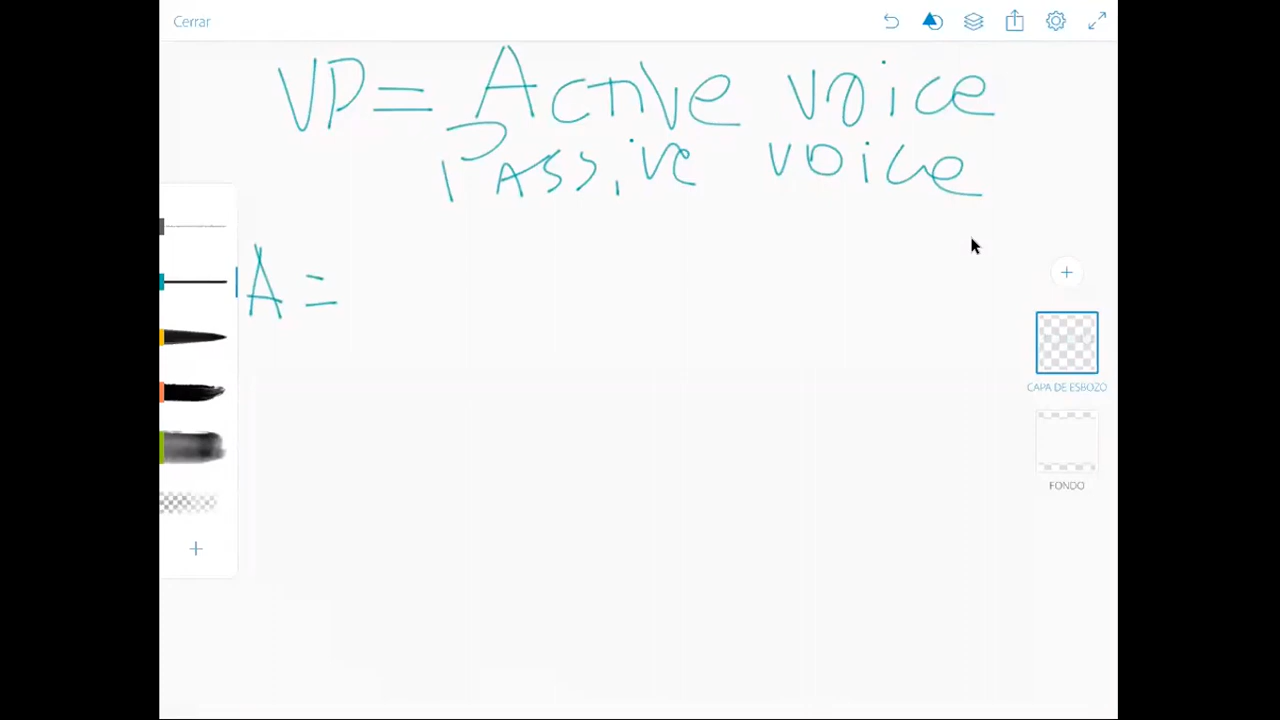 Cerrar
VP= Active voice
Passive voice
A =
CAPA DE ESBOZO
FONDO